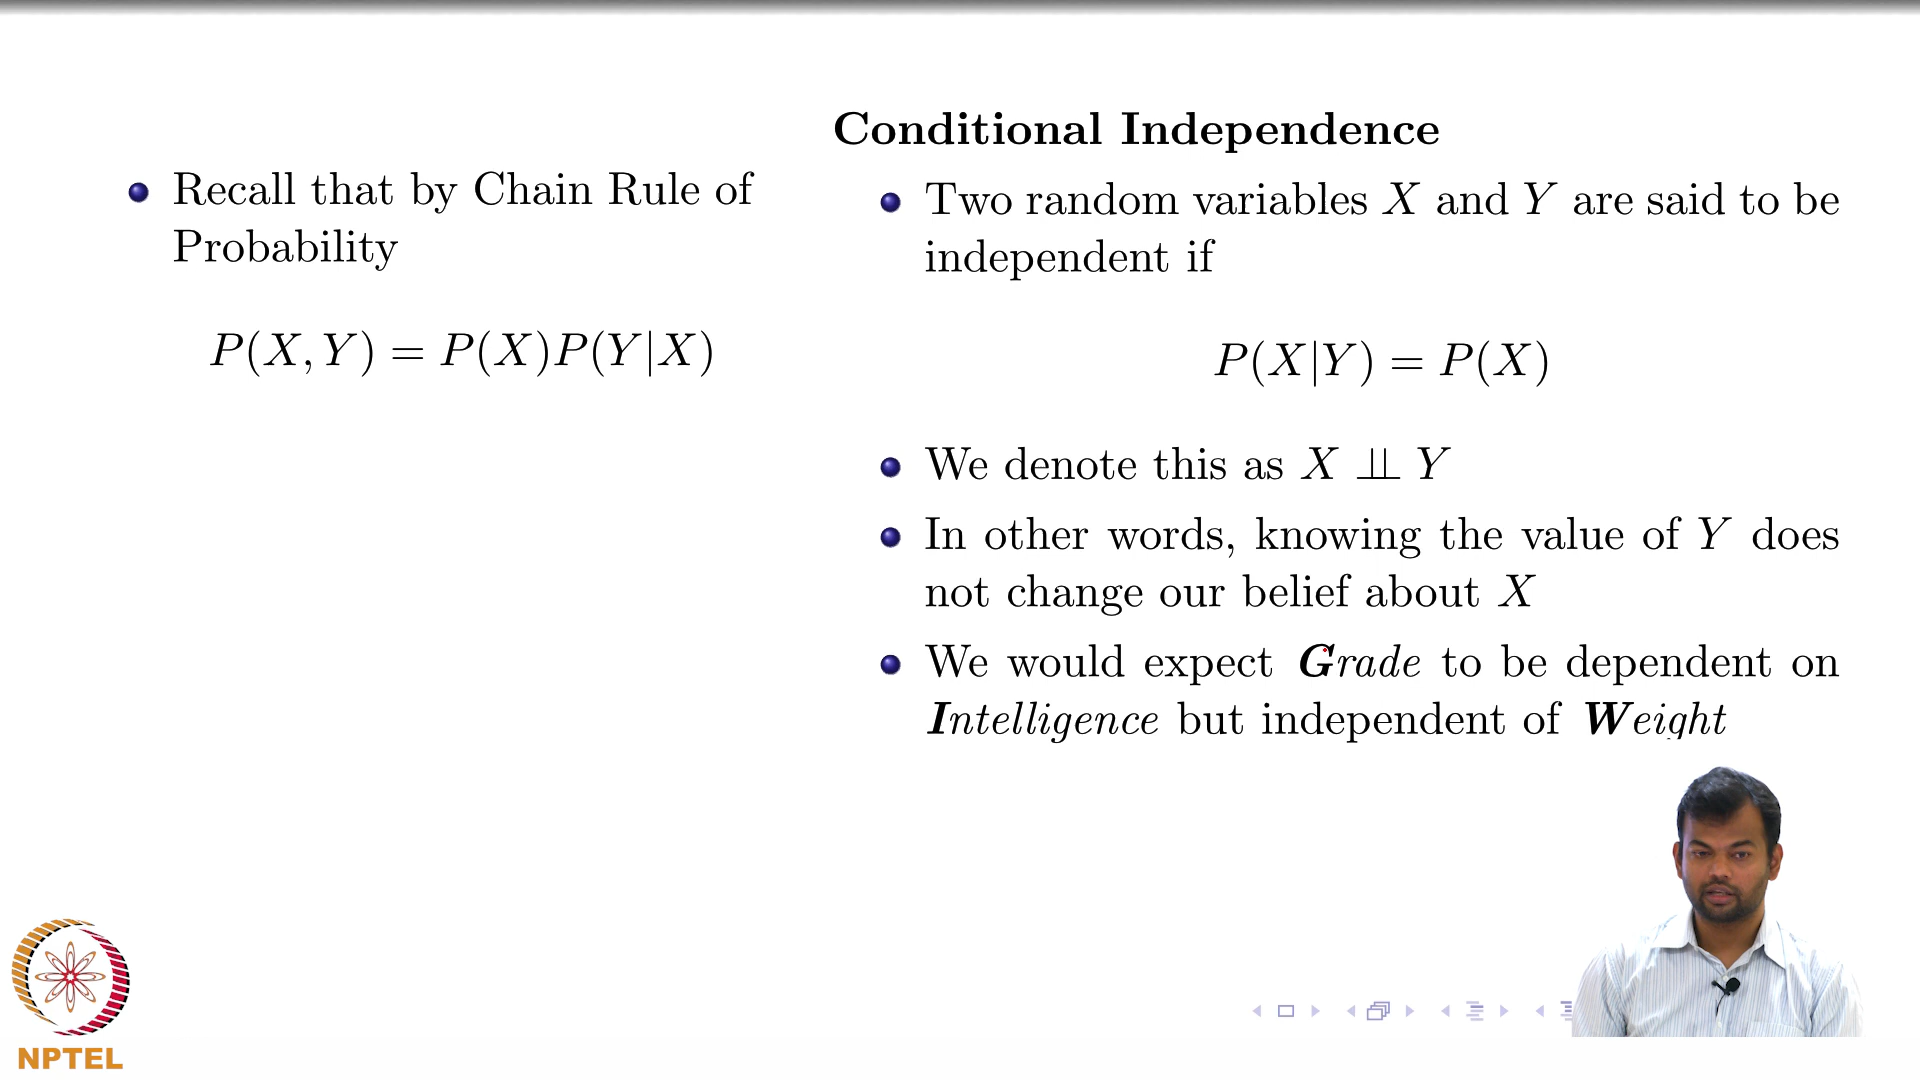 Recall that by Chain Rule of
Probability
P(X, Y) = P(X)P(Y|X)
Conditional Independence
Two random variables X and Y are said to be
independent if
P(X|Y) = P(X)
We denote this as X ⫫ Y
In other words, knowing the value of Y does
not change our belief about X
We would expect Grade to be dependent on
Intelligence but independent of Weight
NPTEL